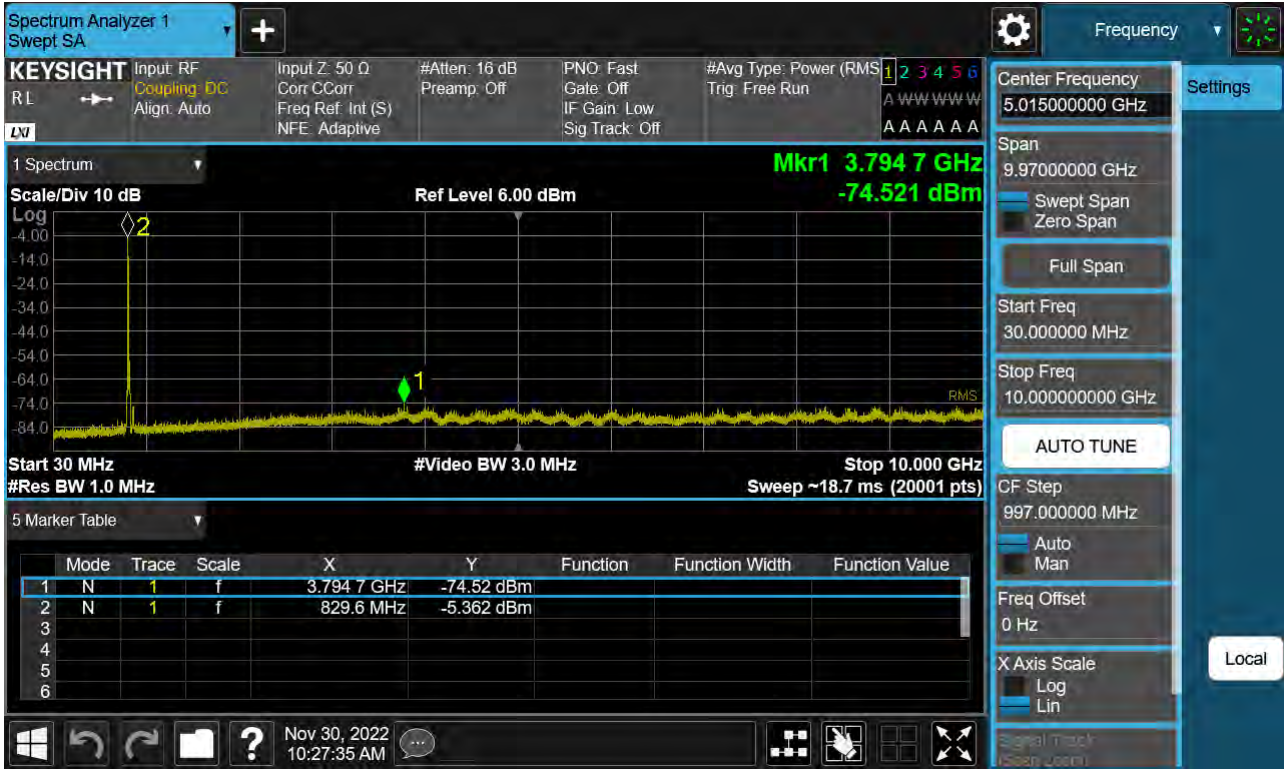 Spectrum Analyzer 1
Swept SA
Frequency
KEYSIGHT
R L
LXI
Input: RF
Coupling: DC
Align: Auto
Input Z: 50 Ω
Corr CCorr
Freq Ref: Int (S)
NFE: Adaptive
#Atten: 16 dB
Preamp: Off
PNO: Fast
Gate: Off
IF Gain: Low
Sig Track: Off
#Avg Type: Power (RMS
Trig: Free Run
1 2 3 4 5 6
A W W W W W
A A A A A A
1 Spectrum
Scale/Div 10 dB
Ref Level 6.00 dBm
Mkr1 3.794 7 GHz
-74.521 dBm
Log
-4.00
-14.0
-24.0
-34.0
-44.0
-54.0
-64.0
-74.0
-84.0
2
1
RMS
Start 30 MHz
#Video BW 3.0 MHz
Stop 10.000 GHz
#Res BW 1.0 MHz
Sweep ~18.7 ms (20001 pts)
5 Marker Table
Mode Trace Scale X Y Function Function Width Function Value
1 N 1 f 3.794 7 GHz -74.52 dBm
2 N 1 f 829.6 MHz -5.362 dBm
3
4
5
6
Nov 30, 2022
10:27:35 AM
Center Frequency
5.015000000 GHz
Settings
Span
9.97000000 GHz
Swept Span
Zero Span
Full Span
Start Freq
30.000000 MHz
Stop Freq
10.000000000 GHz
AUTO TUNE
CF Step
997.000000 MHz
Auto
Man
Freq Offset
0 Hz
X Axis Scale
Log
Lin
Local
Signal Track
(Span Zoom)